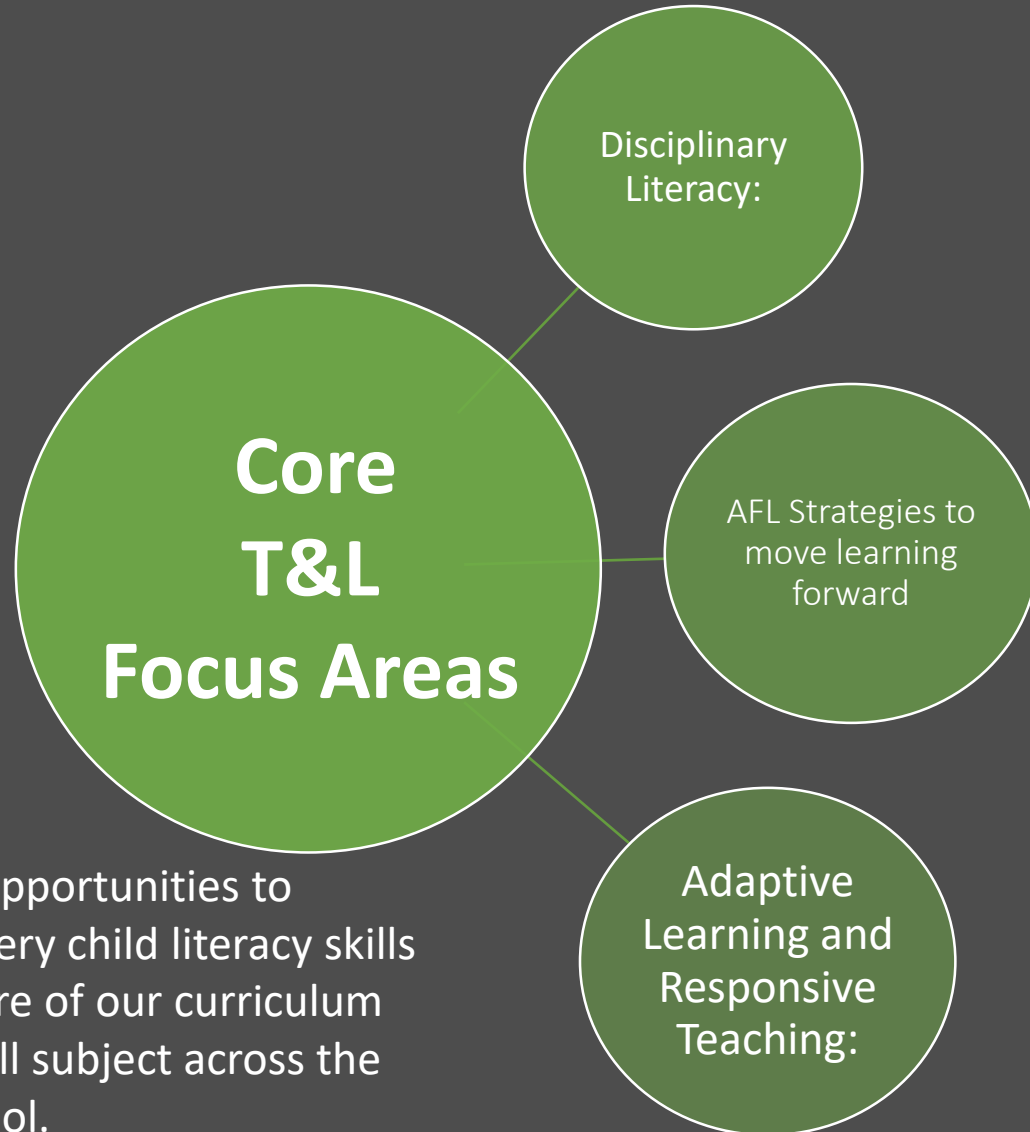 Disciplinary
Literacy:
Core
T&L
Focus Areas
AFL Strategies to
move learning
forward
Adaptive
Learning and
Responsive
Teaching:
pportunities to
ery child literacy skills
re of our curriculum
ll subject across the
ol.